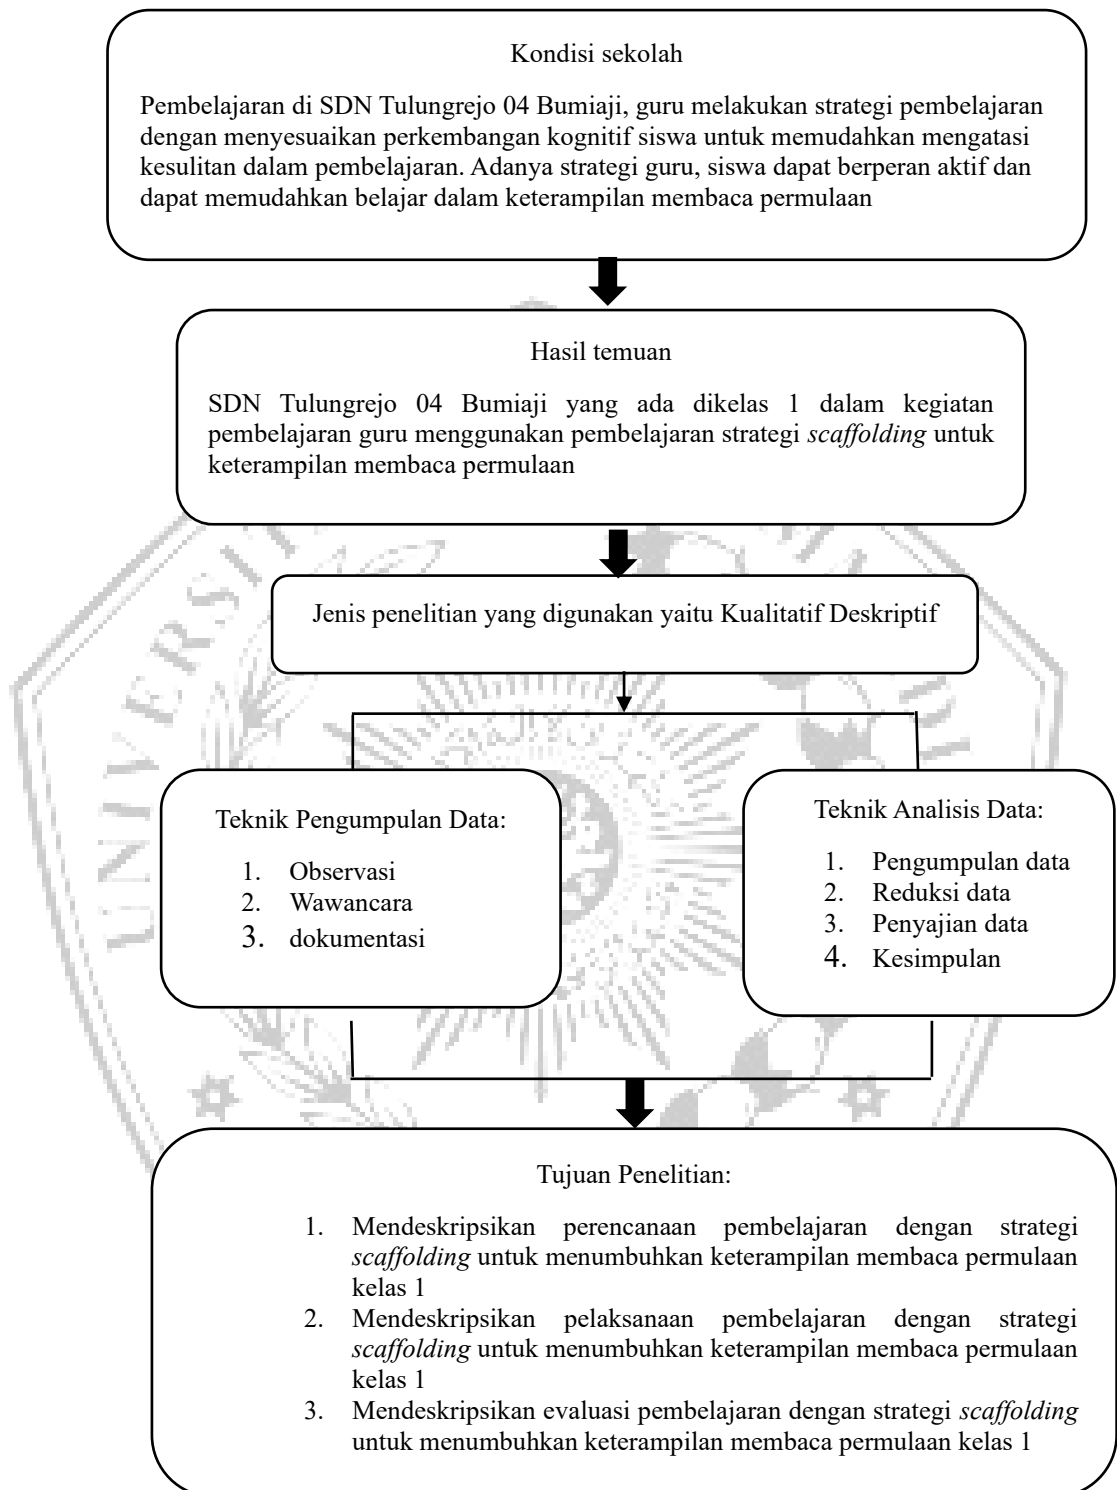 Kondisi sekolah
Pembelajaran di SDN Tulungrejo 04 Bumiaji, guru melakukan strategi pembelajaran
dengan menyesuaikan perkembangan kognitif siswa untuk memudahkan mengatasi
kesulitan dalam pembelajaran. Adanya strategi guru, siswa dapat berperan aktif dan
dapat memudahkan belajar dalam keterampilan membaca permulaan
Hasil temuan
SDN Tulungrejo 04 Bumiaji yang ada dikelas 1 dalam kegiatan
pembelajaran guru menggunakan pembelajaran strategi scaffolding untuk
keterampilan membaca permulaan
Jenis penelitian yang digunakan yaitu Kualitatif Deskriptif
Teknik Pengumpulan Data:
1. Observasi
2. Wawancara
3. dokumentasi
Teknik Analisis Data:
1. Pengumpulan data
2. Reduksi data
3. Penyajian data
4. Kesimpulan
Tujuan Penelitian:
1. Mendeskripsikan perencanaan pembelajaran dengan strategi
scaffolding untuk menumbuhkan keterampilan membaca permulaan
kelas 1
2. Mendeskripsikan pelaksanaan pembelajaran dengan strategi
scaffolding untuk menumbuhkan keterampilan membaca permulaan
kelas 1
3. Mendeskripsikan evaluasi pembelajaran dengan strategi scaffolding
untuk menumbuhkan keterampilan membaca permulaan kelas 1